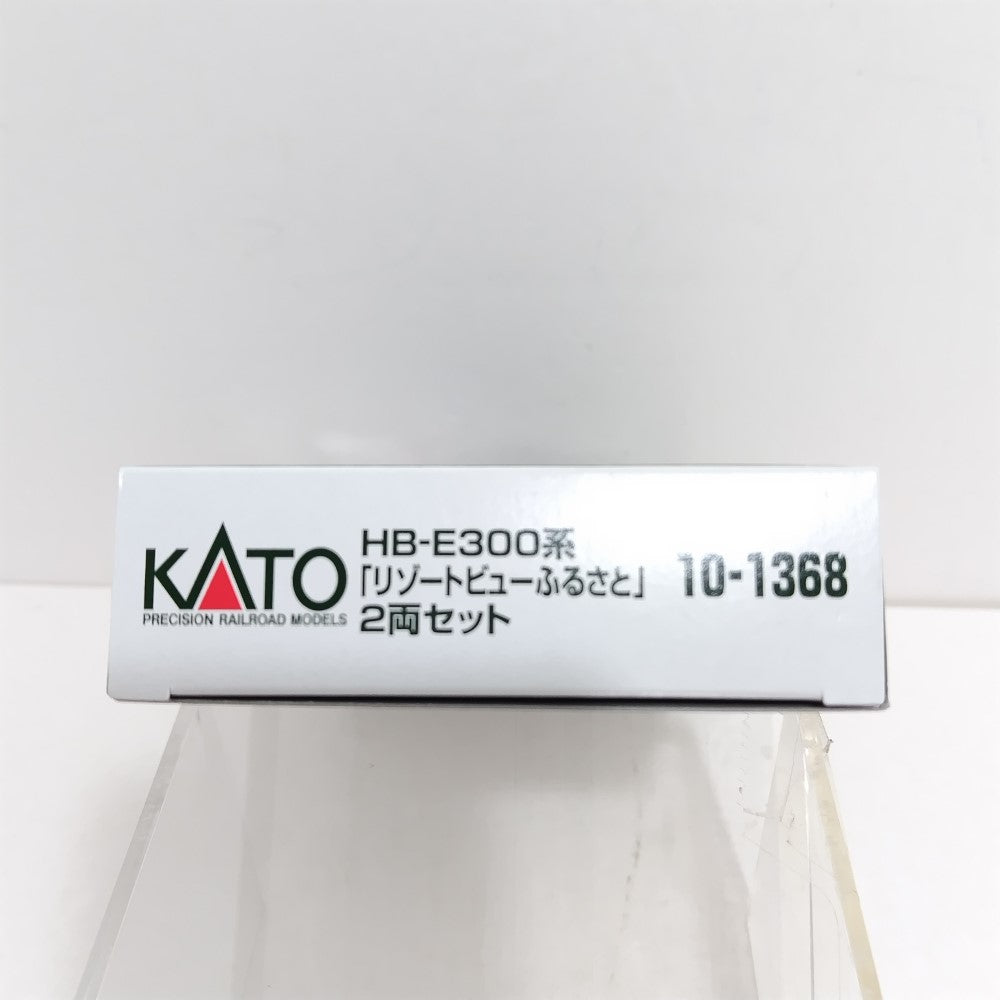 KATO
PRECISION RAILROAD MODELS
HB-E300系
「リゾートビューふるさと」
2両セット
10-1368